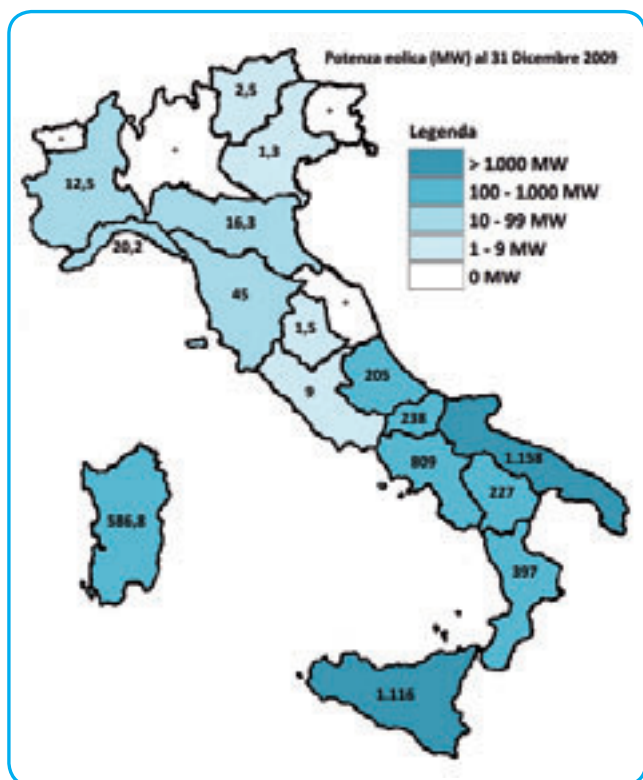 Potenza eolica (MW) al 31 Dicembre 2009
2,5
1,3
Legenda
> 1.000 MW
100 - 1.000 MW
10 - 99 MW
1 - 9 MW
0 MW
12,5
16,3
20,2
45
1,5
9
205
238
1.158
809
227
586,8
397
1.116